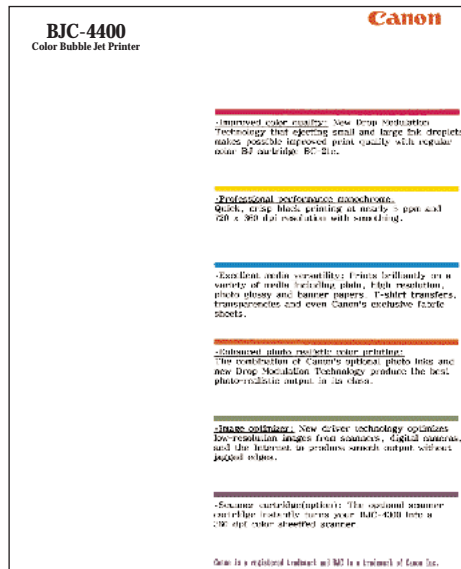 BJC-4400
Color Bubble Jet Printer
Canon
·Improved color quality: New Drop Modulation
Technology that ejecting small and large ink droplets
makes possible improved print quality with regular
color BJ cartridge BC-21e.
·Professional performance monochrome.
Quick, crisp black printing at nearly 5 ppm and
720 x 360 dpi resolution with smoothing.
·Excellent media versatility: Prints brilliantly on a
variety of media including plain, high resolution,
photo glossy and banner papers, T-shirt transfers,
transparencies and even Canon's exclusive fabric
sheets.
·Enhanced photo realistic color printing:
The combination of Canon's optional photo inks and
new Drop Modulation Technology produce the best
photo-realistic output in its class.
·Image optimizer: New driver technology optimizes
low-resolution images from scanners, digital cameras,
and the Internet to produce smooth output without
jagged edges.
·Scanner cartridge(option): The optional scanner
cartridge instantly turns your BJC-4300 into a
360 dpi color sheetfed scanner
Canon is a registered trademark and BJC is a trademark of Canon Inc.